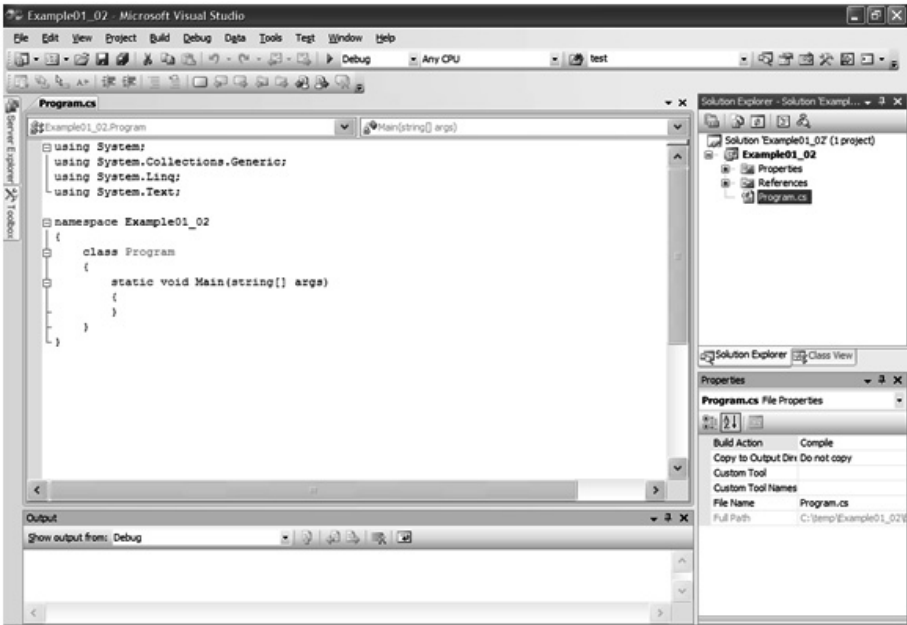 Example01_02 - Microsoft Visual Studio
File Edit View Project Build Debug Data Tools Test Window Help
Debug Any CPU test
Program.cs
Example01_02.Program Main(string[] args)
using System;
using System.Collections.Generic;
using System.Linq;
using System.Text;
namespace Example01_02
{
class Program
{
static void Main(string[] args)
{
}
}
}
Server Explorer
Toolbox
Output
Show output from: Debug
Solution Explorer - Solution 'Exampl...
Solution 'Example01_02' (1 project)
Example01_02
Properties
References
Program.cs
Solution Explorer Class View
Properties
Program.cs File Properties
Build Action Compile
Copy to Output Dire Do not copy
Custom Tool
Custom Tool Names
File Name Program.cs
Full Path C:\temp\Example01_02\E